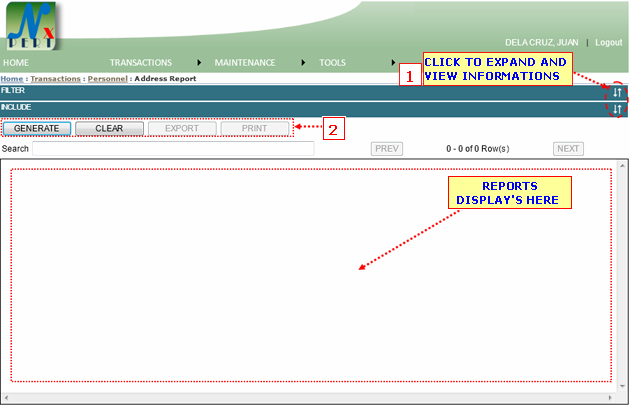 Nx
PERT
DELA CRUZ, JUAN | Logout
HOME TRANSACTIONS MAINTENANCE TOOLS
1
CLICK TO EXPAND AND
VIEW INFORMATIONS
Home : Transactions : Personnel : Address Report
FILTER
INCLUDE
GENERATE CLEAR EXPORT PRINT
2
Search PREV 0 - 0 of 0 Row(s) NEXT
REPORTS
DISPLAY'S HERE